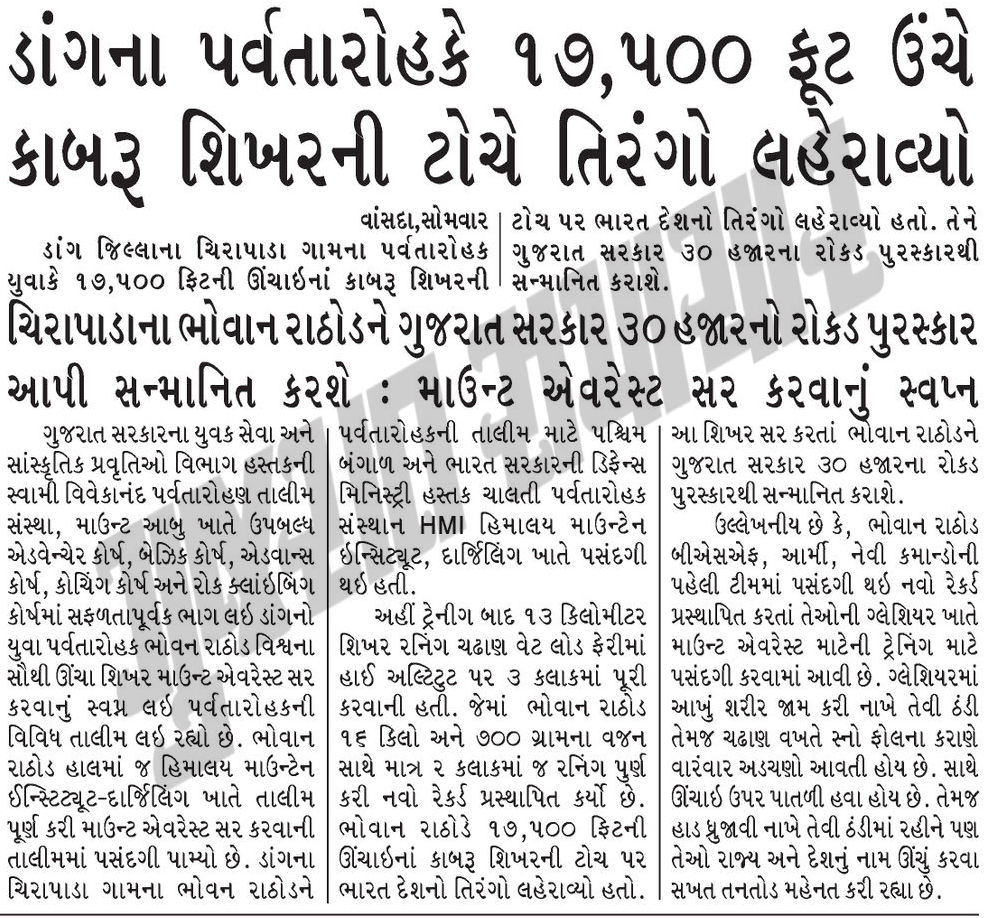 ડાંગના પર્વતારોહકે ૧૭,૫૦૦ ફૂટ ઉંચે
કાબરૂ શિખરની ટોચે તિરંગો લહેરાવ્યો
વાંસદા,સોમવાર
ડાંગ જિલ્લાના ચિરાપાડા ગામના પર્વતારોહક
યુવાકે ૧૭,૫૦૦ ફિટની ઊંચાઇનાં કાબરૂ શિખરની
ટોચ પર ભારત દેશનો તિરંગો લહેરાવ્યો હતો. તેને
ગુજરાત સરકાર ૩૦ હજારના રોકડ પુરસ્કારથી
સન્માનિત કરાશે.
ચિરાપાડાના ભોવાન રાઠોડને ગુજરાત સરકાર ૩૦ હજારનો રોકડ પુરસ્કાર
આપી સન્માનિત કરશે : માઉન્ટ એવરેસ્ટ સર કરવાનું સ્વપ્ન
ગુજરાત સરકારના યુવક સેવા અને
સાંસ્કૃતિક પ્રવૃતિઓ વિભાગ હસ્તકની
સ્વામી વિવેકાનંદ પર્વતારોહણ તાલીમ
સંસ્થા, માઉન્ટ આબુ ખાતે ઉપબલ્ધ
એડવેન્ચેર કોર્ષ, બેઝિક કોર્ષ, એડવાન્સ
કોર્ષ, કોચિંગ કોર્ષ અને રોક ક્લાંઇબિંગ
કોર્ષમાં સફળતાપૂર્વક ભાગ લઇ ડાંગનો
યુવા પર્વતારોહક ભોવન રાઠોડ વિશ્વના
સૌથી ઊંચા શિખર માઉન્ટ એવરેસ્ટ સર
કરવાનું સ્વપ્ન લઇ પર્વતારોહકની
વિવિધ તાલીમ લઇ રહ્યો છે. ભોવાન
રાઠોડ હાલમાં જ હિમાલય માઉન્ટેન
ઈન્સ્ટિટ્યૂટ-દાર્જિલિંગ ખાતે તાલીમ
પૂર્ણ કરી માઉન્ટ એવરેસ્ટ સર કરવાની
તાલીમમાં પસંદગી પામ્યો છે. ડાંગના
ચિરાપાડા ગામના ભોવન રાઠોડને
પર્વતારોહકની તાલીમ માટે પશ્ચિમ
બંગાળ અને ભારત સરકારની ડિફેન્સ
મિનિસ્ટ્રી હસ્તક ચાલતી પર્વતારોહક
સંસ્થાન HMI હિમાલય માઉન્ટેન
ઇન્સિટ્યૂટ, દાર્જિલિંગ ખાતે પસંદગી
થઇ હતી.
અહીં ટ્રેનીગ બાદ ૧૩ કિલોમીટર
શિખર રનિંગ ચઢાણ વેટ લોડ ફેરીમાં
હાઈ અલ્ટિટુટ પર ૩ કલાકમાં પૂરી
કરવાની હતી. જેમાં ભોવાન રાઠોડ
૧૬ કિલો અને ૭૦૦ ગ્રામના વજન
સાથે માત્ર ૨ કલાકમાં જ રનિંગ પુર્ણ
કરી નવો રેકર્ડ પ્રસ્થાપિત કર્યો છે.
ભોવાન રાઠોડે ૧૭,૫૦૦ ફિટની
ઊંચાઇનાં કાબરૂ શિખરની ટોચ પર
ભારત દેશનો તિરંગો લહેરાવ્યો હતો.
આ શિખર સર કરતાં ભોવાન રાઠોડને
ગુજરાત સરકાર ૩૦ હજારના રોકડ
પુરસ્કારથી સન્માનિત કરાશે.
ઉલ્લેખનીય છે કે, ભોવાન રાઠોડ
બીએસએફ, આર્મી, નેવી કમાન્ડોની
પહેલી ટીમમાં પસંદગી થઇ નવો રેકર્ડ
પ્રસ્થાપિત કરતાં તેઓની ગ્લેશિયર ખાતે
માઉન્ટ એવરેસ્ટ માટેની ટ્રેનિંગ માટે
પસંદગી કરવામાં આવી છે. ગ્લેશિયરમાં
આખું શરીર જામ કરી નાખે તેવી ઠંડી
તેમજ ચઢાણ વખતે સ્નો ફોલના કરાણે
વારંવાર અડચણો આવતી હોય છે. સાથે
ઊંચાઇ ઉપર પાતળી હવા હોય છે. તેમજ
હાડ ધ્રુજાવી નાખે તેવી ઠંડીમાં રહીને પણ
તેઓ રાજ્ય અને દેશનું નામ ઊંચું કરવા
સખત તનતોડ મહેનત કરી રહ્યા છે.
ગુજરાત સમાચાર